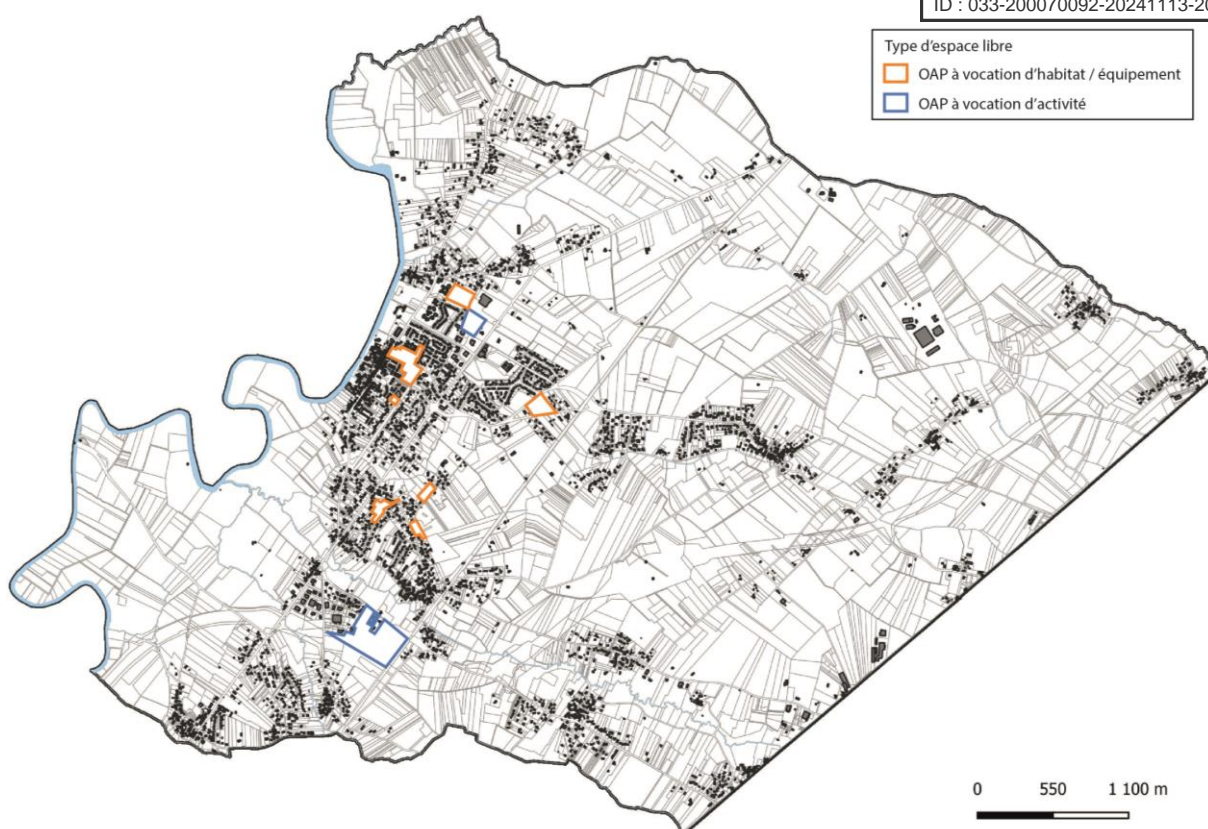 ID : 033-200070092-20241113-20
Type d'espace libre
OAP à vocation d'habitat / équipement
OAP à vocation d'activité
0 550 1 100 m